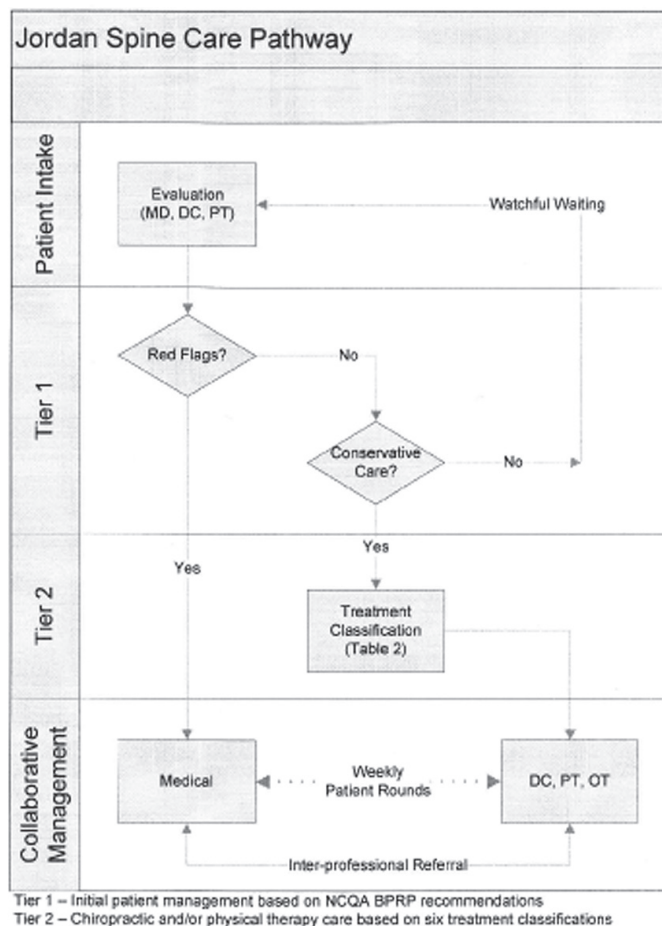 Jordan Spine Care Pathway
Patient Intake
Evaluation
(MD, DC, PT)
Watchful Waiting
Tier 1
Red Flags?
No
Conservative
Care?
No
Tier 2
Yes
Yes
Treatment
Classification
(Table 2)
Collaborative
Management
Medical
Weekly
Patient Rounds
DC, PT, OT
Inter-professional Referral
Tier 1 – Initial patient management based on NCQA BPRP recommendations
Tier 2 – Chiropractic and/or physical therapy care based on six treatment classifications